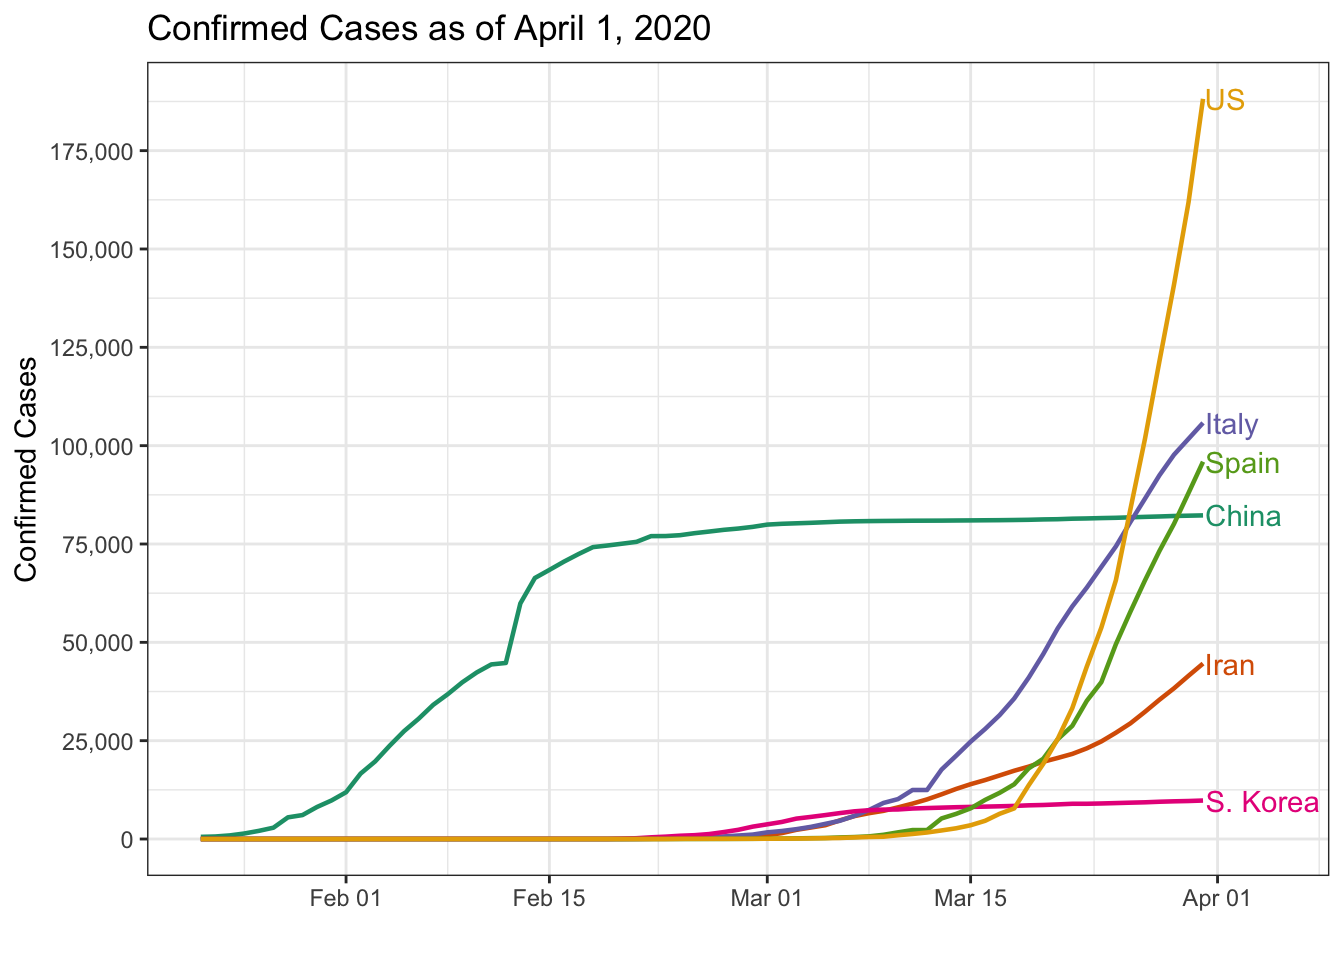 Confirmed Cases as of April 1, 2020
Confirmed Cases
175,000
150,000
125,000
100,000
75,000
50,000
25,000
0
US
Italy
Spain
China
Iran
S. Korea
Feb 01
Feb 15
Mar 01
Mar 15
Apr 01